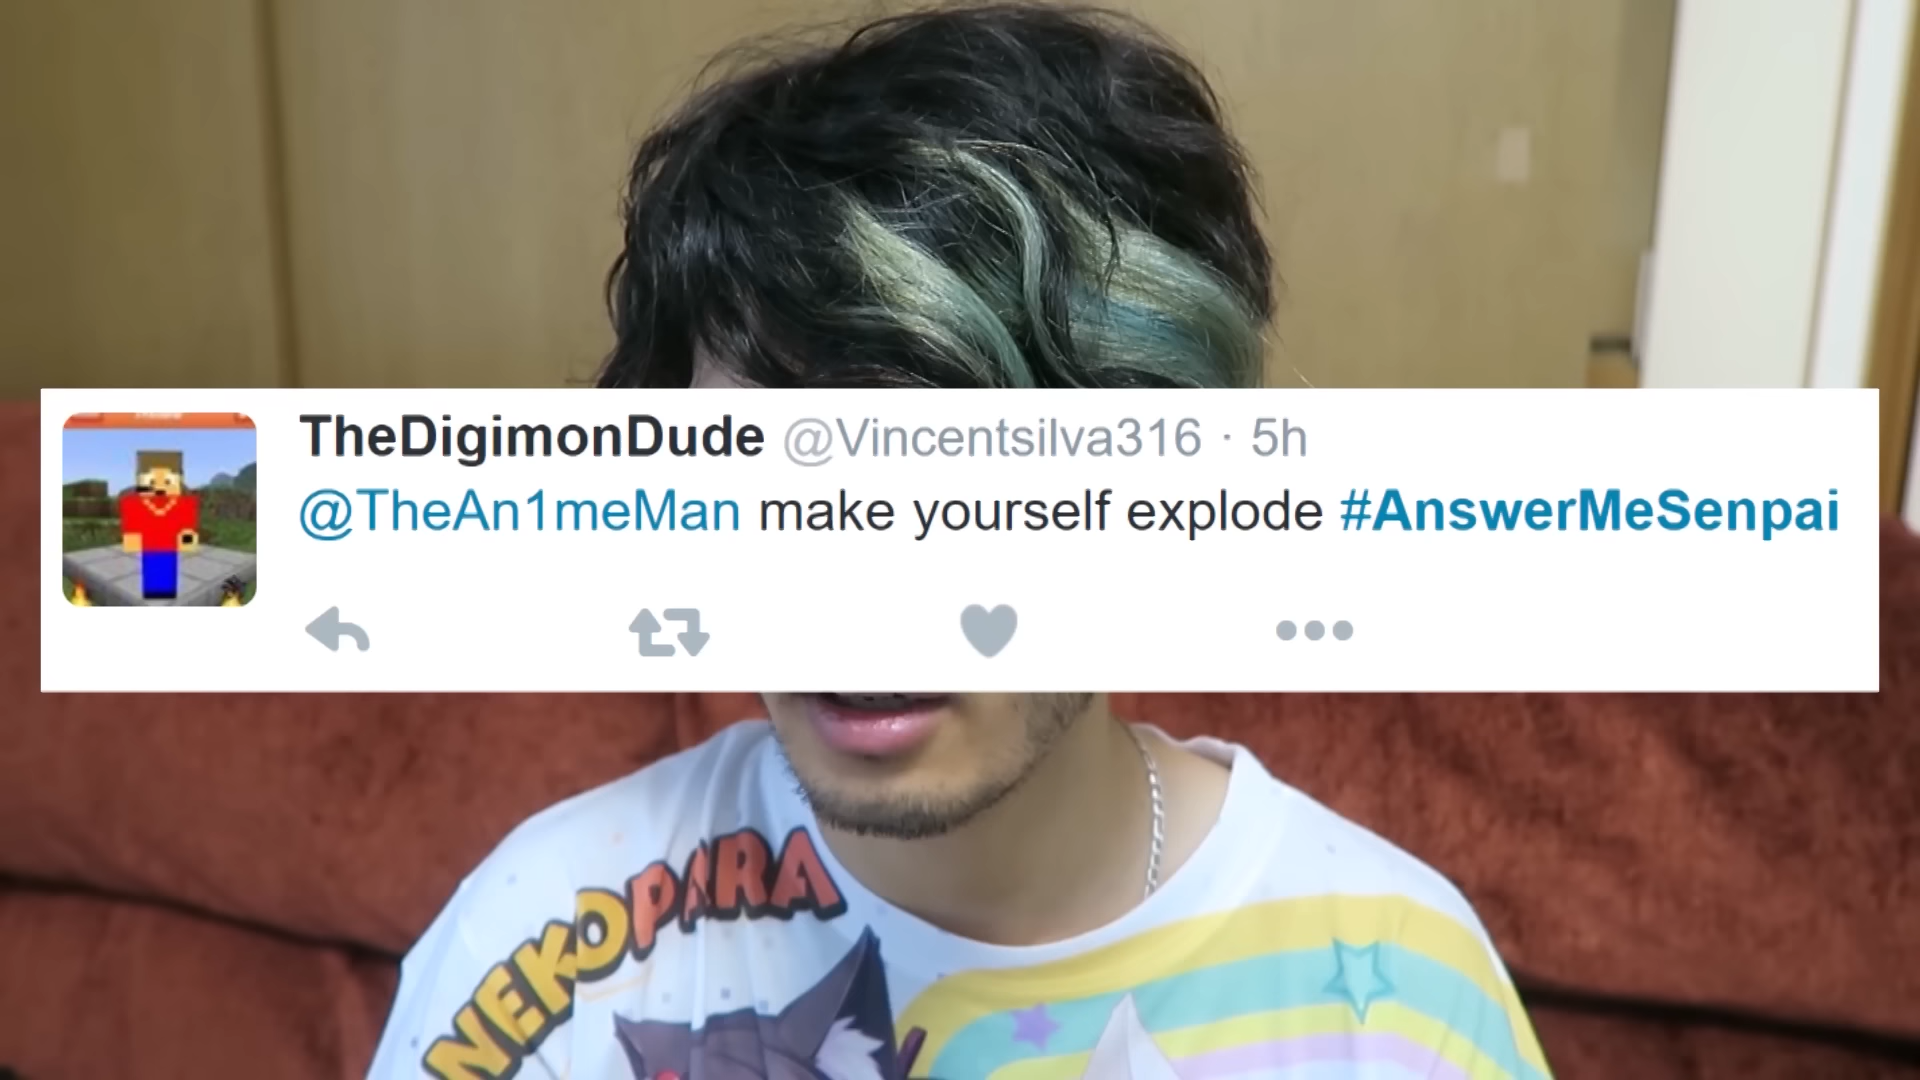 TheDigimonDude @Vincentsilva316 · 5h
@TheAn1meMan make yourself explode #AnswerMeSenpai
NEKOPARA